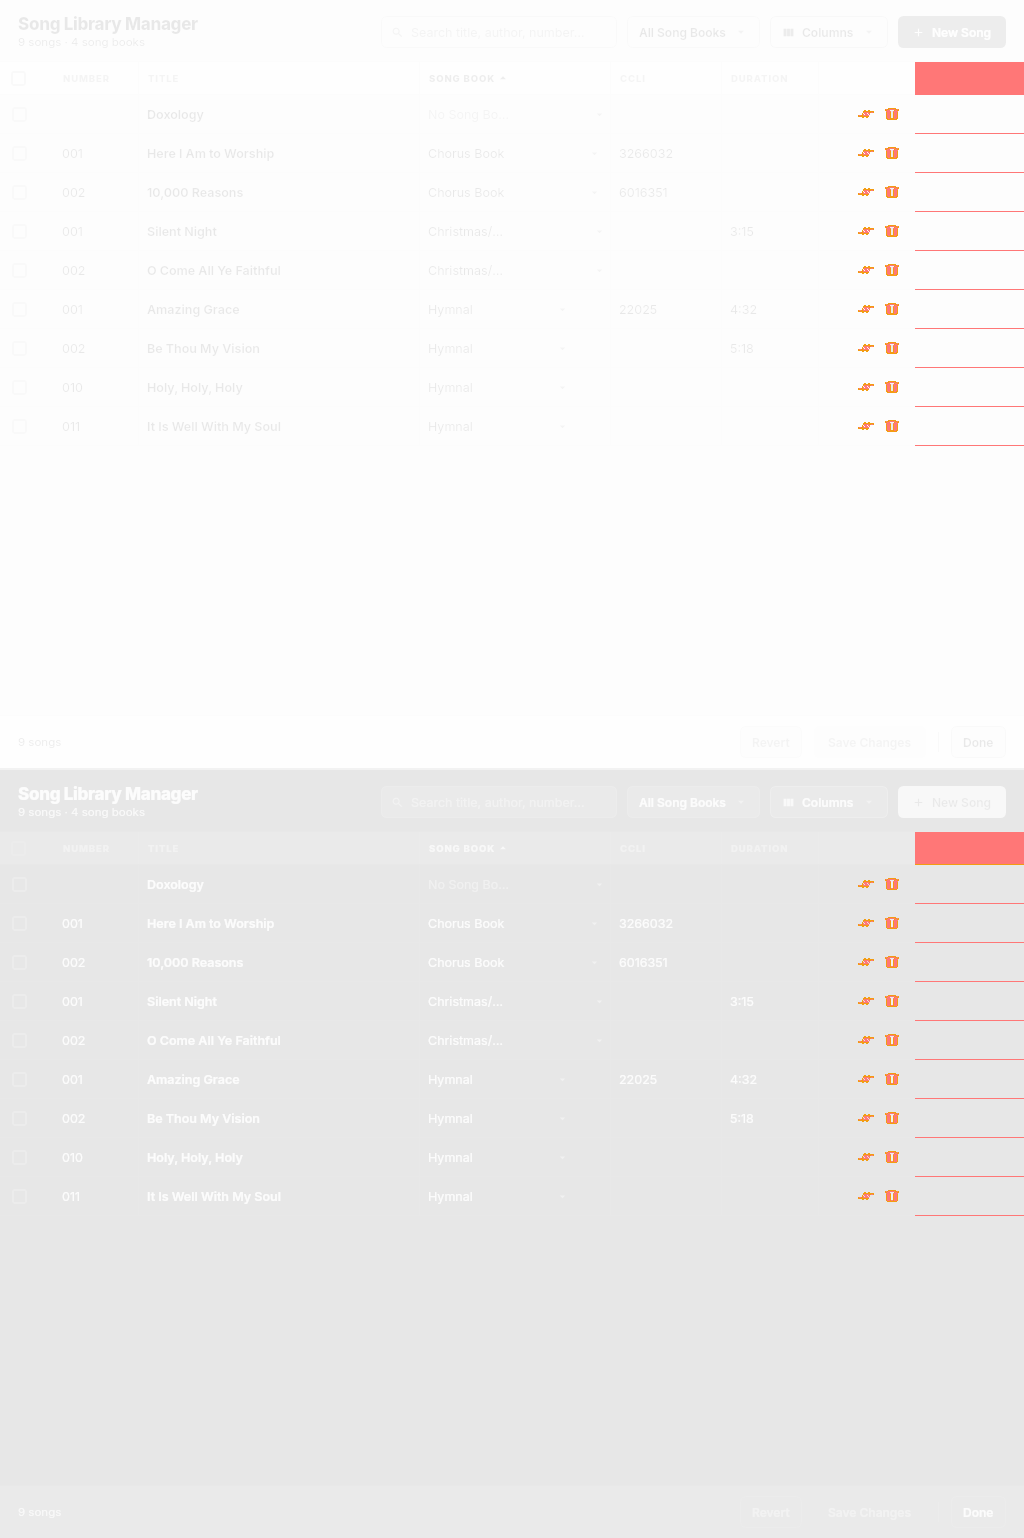 Song Library Manager
9 songs · 4 song books
Search title, author, number...
All Song Books
Columns
+ New Song
NUMBER TITLE SONG BOOK CCLI DURATION
Doxology No Song Bo... -
001 Here I Am to Worship Chorus Book - 3266032
002 10,000 Reasons Chorus Book - 6016351
001 Silent Night Christmas/... - 3:15
002 O Come All Ye Faithful Christmas/... -
001 Amazing Grace Hymnal - 22025 4:32
002 Be Thou My Vision Hymnal - 5:18
010 Holy, Holy, Holy Hymnal -
011 It Is Well With My Soul Hymnal -
9 songs Revert Save Changes Done
Song Library Manager
9 songs · 4 song books
Search title, author, number...
All Song Books
Columns
+ New Song
NUMBER TITLE SONG BOOK CCLI DURATION
Doxology No Song Bo... -
001 Here I Am to Worship Chorus Book - 3266032
002 10,000 Reasons Chorus Book - 6016351
001 Silent Night Christmas/... - 3:15
002 O Come All Ye Faithful Christmas/... -
001 Amazing Grace Hymnal - 22025 4:32
002 Be Thou My Vision Hymnal - 5:18
010 Holy, Holy, Holy Hymnal -
011 It Is Well With My Soul Hymnal -
9 songs Revert Save Changes Done